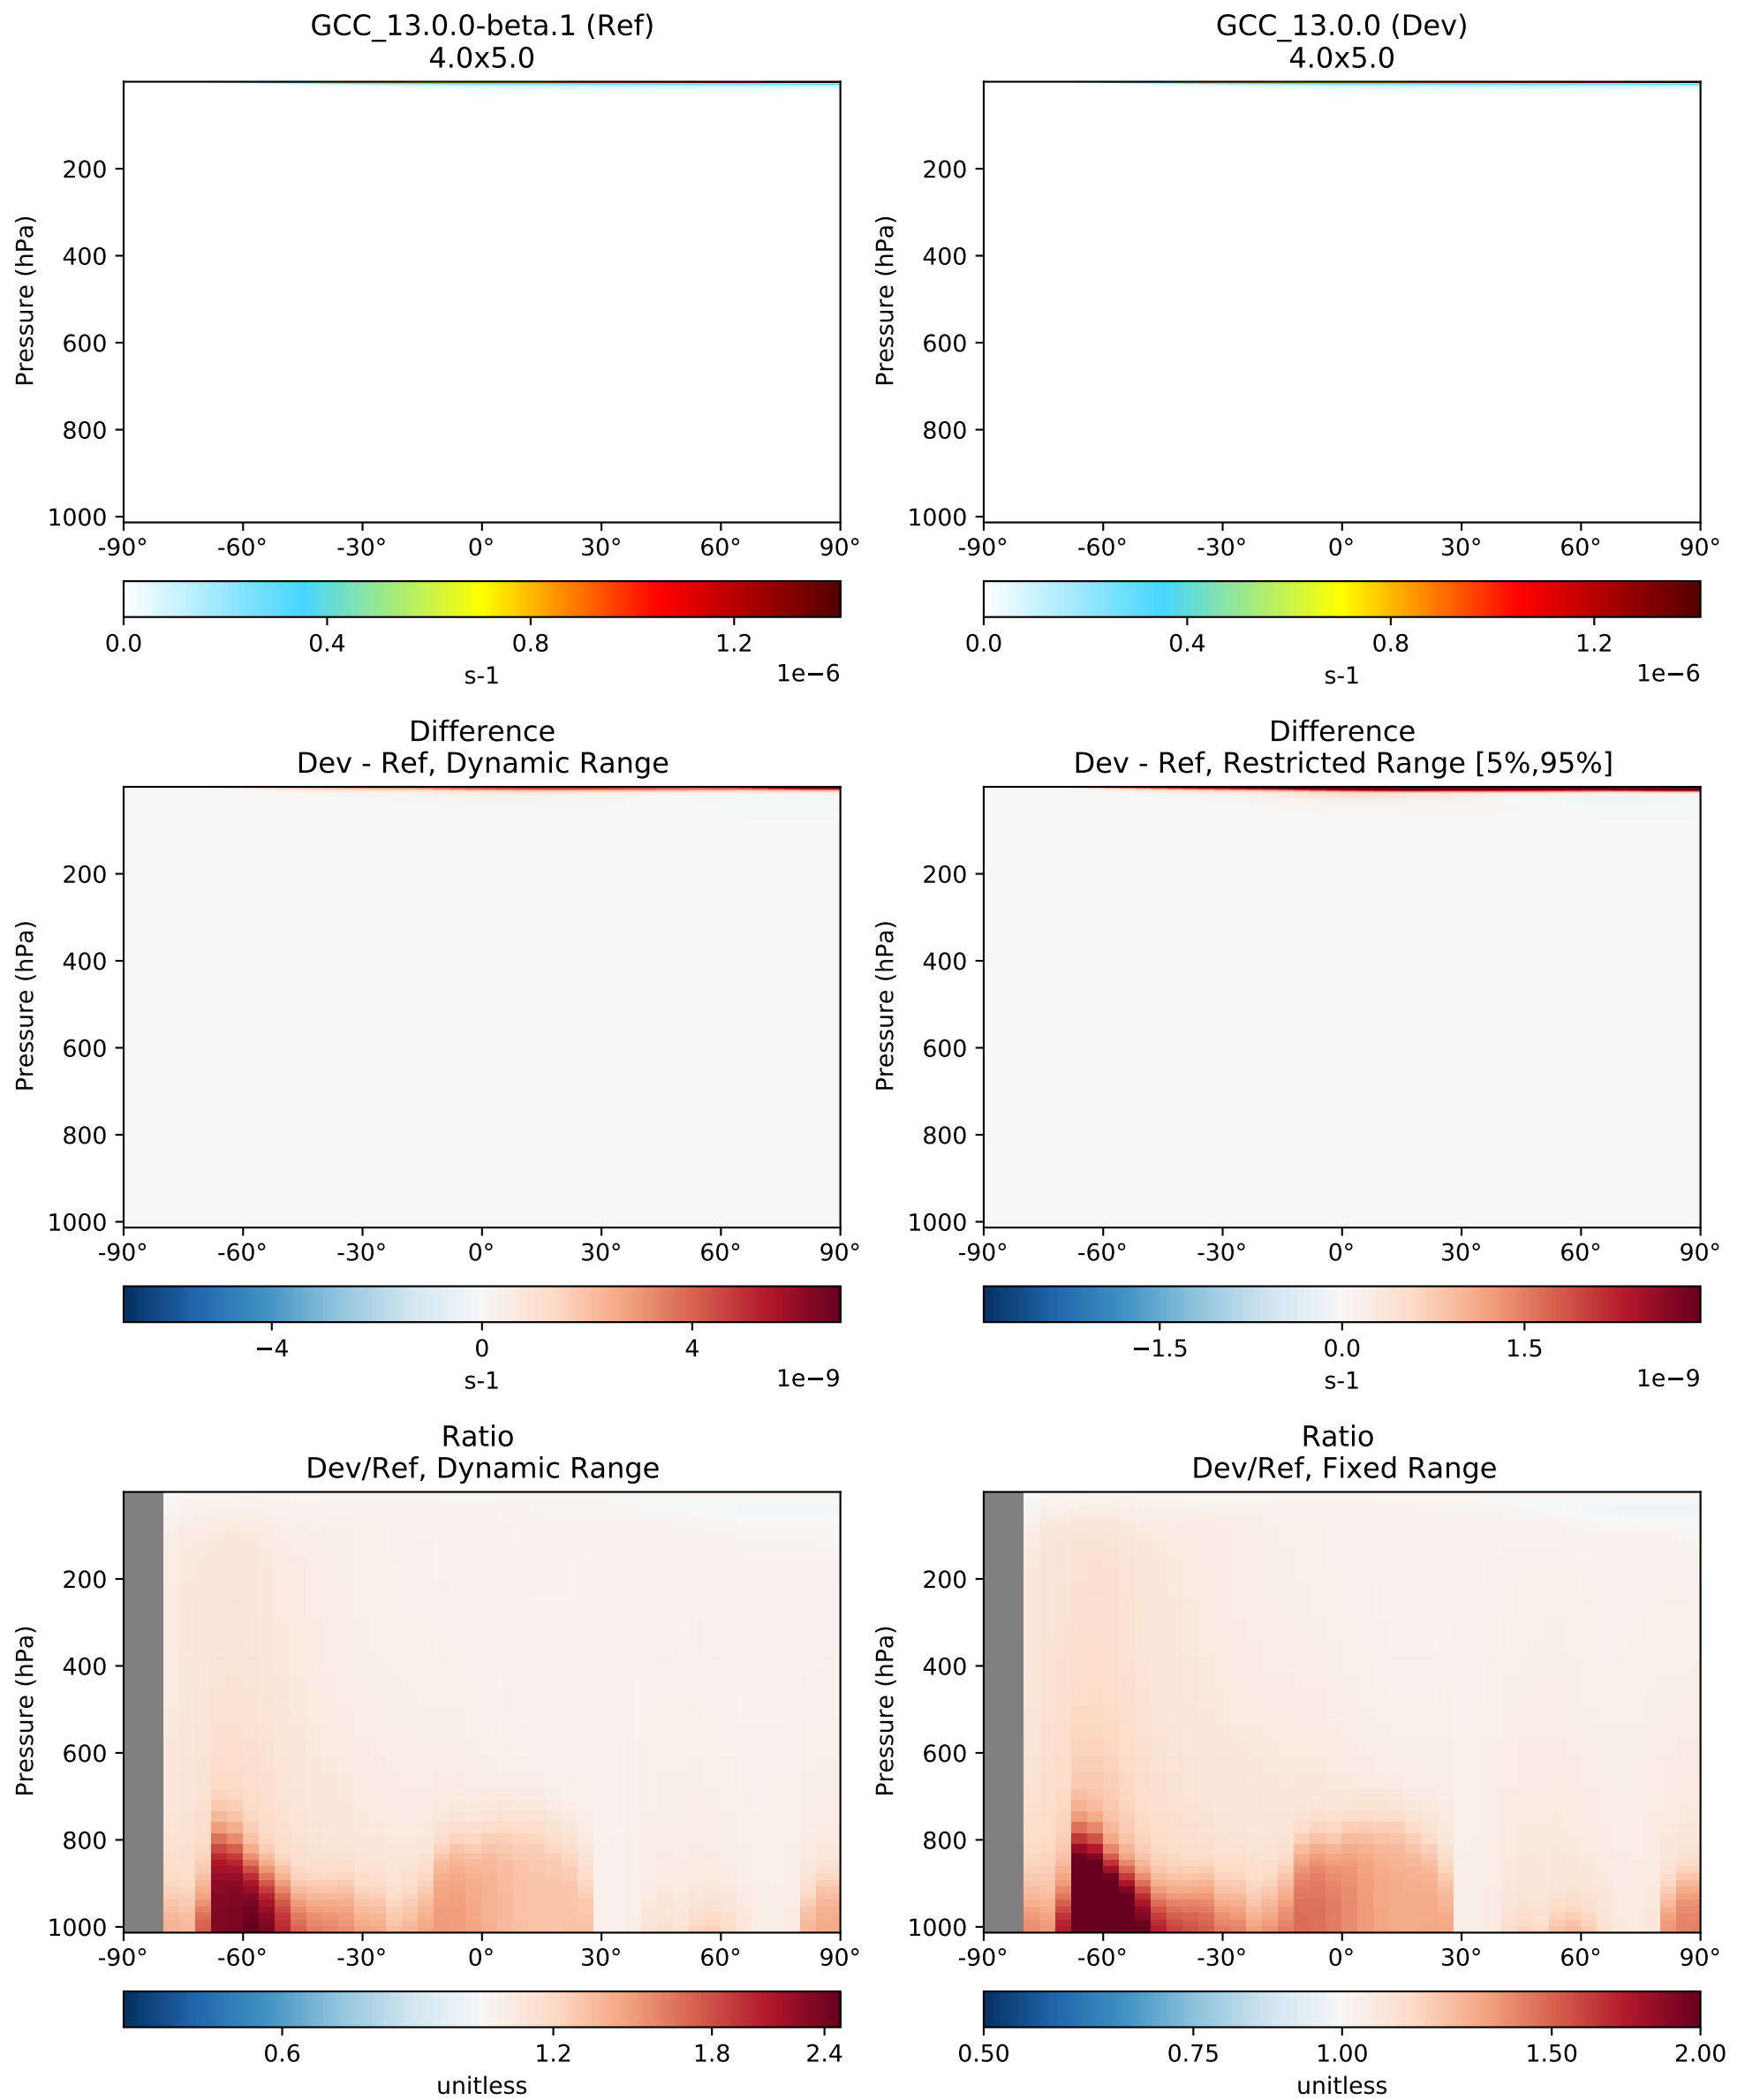 GCC_13.0.0-beta.1 (Ref)
4.0x5.0
Pressure (hPa)
200
400
600
800
1000
-90° -60° -30° 0° 30° 60° 90°
0.0 0.4 0.8 1.2
s-1 1e−6
GCC_13.0.0 (Dev)
4.0x5.0
Pressure (hPa)
200
400
600
800
1000
-90° -60° -30° 0° 30° 60° 90°
0.0 0.4 0.8 1.2
s-1 1e−6
Difference
Dev - Ref, Dynamic Range
Pressure (hPa)
200
400
600
800
1000
-90° -60° -30° 0° 30° 60° 90°
−4 0 4
s-1 1e−9
Difference
Dev - Ref, Restricted Range [5%,95%]
Pressure (hPa)
200
400
600
800
1000
-90° -60° -30° 0° 30° 60° 90°
−1.5 0.0 1.5
s-1 1e−9
Ratio
Dev/Ref, Dynamic Range
Pressure (hPa)
200
400
600
800
1000
-90° -60° -30° 0° 30° 60° 90°
0.6 1.2 1.8 2.4
unitless
Ratio
Dev/Ref, Fixed Range
Pressure (hPa)
200
400
600
800
1000
-90° -60° -30° 0° 30° 60° 90°
0.50 0.75 1.00 1.50 2.00
unitless